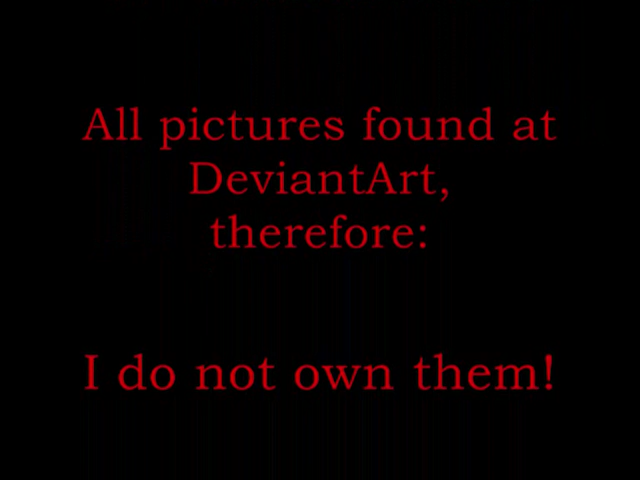 All pictures found at
DeviantArt,
therefore:
I do not own them!